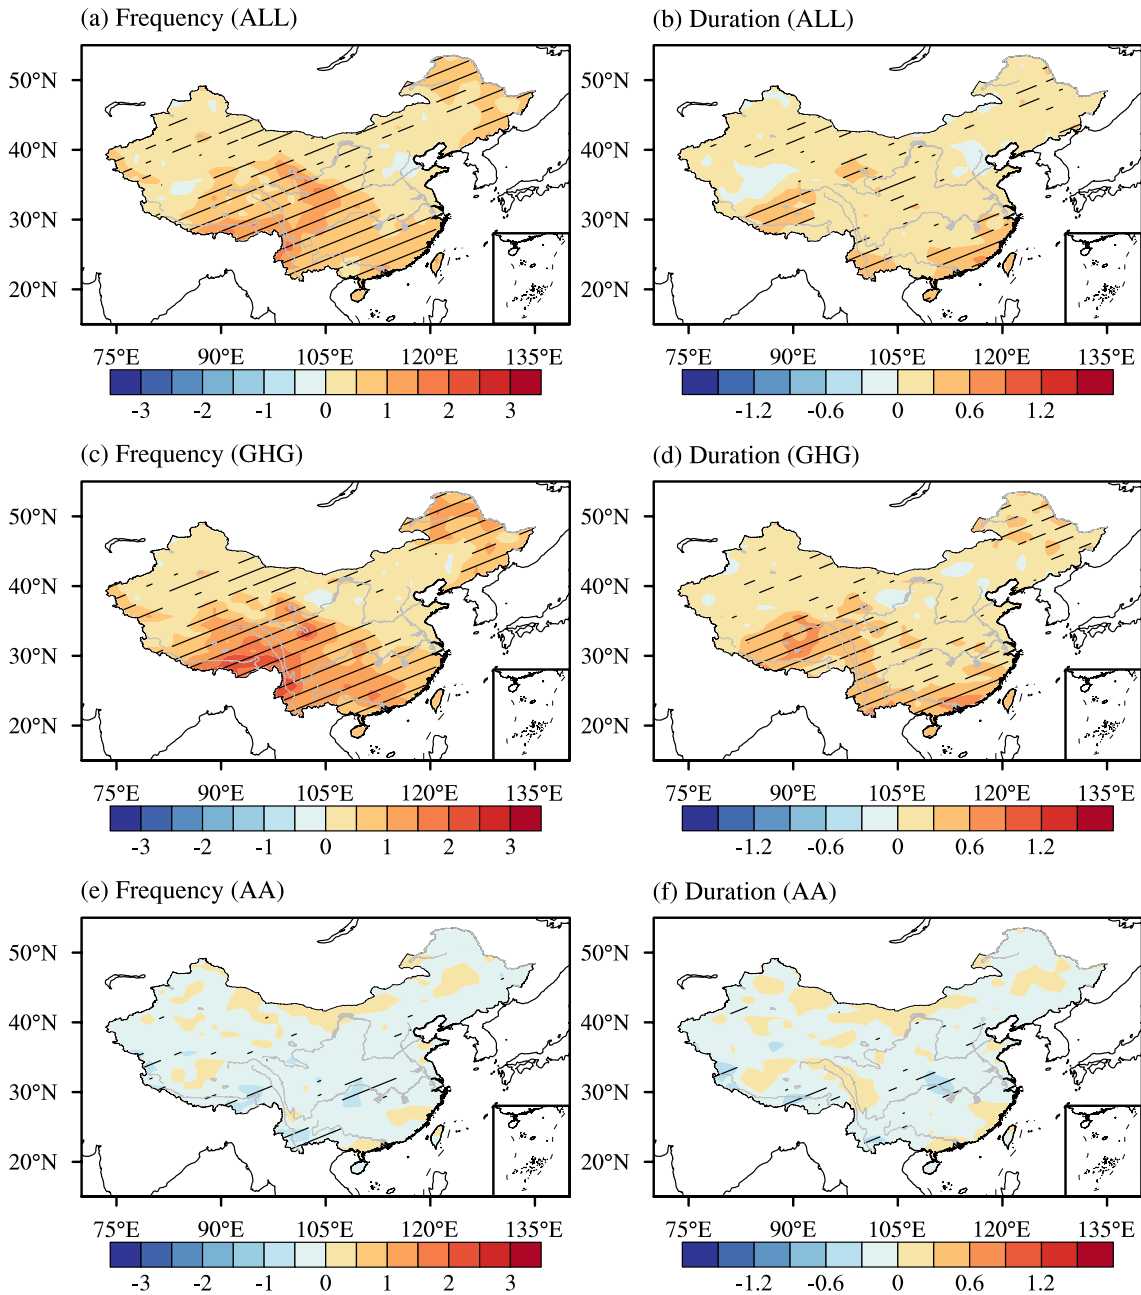 (a) Frequency (ALL)
(b) Duration (ALL)
50°N
40°N
30°N
20°N
50°N
40°N
30°N
20°N
75°E 90°E 105°E 120°E 135°E
75°E 90°E 105°E 120°E 135°E
-3 -2 -1 0 1 2 3
-1.2 -0.6 0 0.6 1.2
(c) Frequency (GHG)
(d) Duration (GHG)
50°N
40°N
30°N
20°N
50°N
40°N
30°N
20°N
75°E 90°E 105°E 120°E 135°E
75°E 90°E 105°E 120°E 135°E
-3 -2 -1 0 1 2 3
-1.2 -0.6 0 0.6 1.2
(e) Frequency (AA)
(f) Duration (AA)
50°N
40°N
30°N
20°N
50°N
40°N
30°N
20°N
75°E 90°E 105°E 120°E 135°E
75°E 90°E 105°E 120°E 135°E
-3 -2 -1 0 1 2 3
-1.2 -0.6 0 0.6 1.2